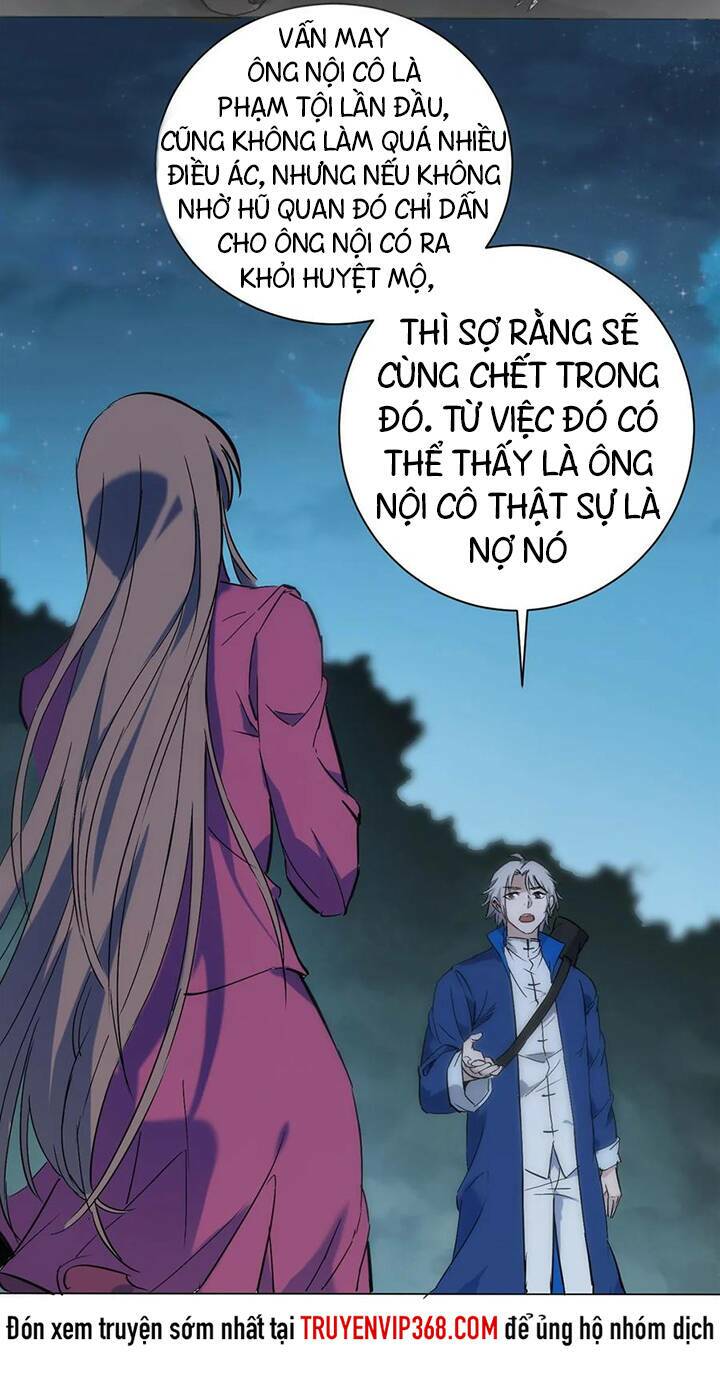 VẤN MAY
ÔNG NỘI CÔ LÀ
PHẠM TỘI LẦN ĐẦU,
CŨNG KHÔNG LÀM QUÁ NHIỀU
ĐIỀU ÁC, NHƯNG NẾU KHÔNG
NHỜ HŨ QUAN ĐÓ CHỈ DẪN
CHO ÔNG NỘI CÓ RA
KHỎI HUYỆT MỘ,
THÌ SỢ RẰNG SẼ
CÙNG CHẾT TRONG
ĐÓ. TỪ VIỆC ĐÓ CÓ
THỂ THẤY LÀ ÔNG
NỘI CÔ THẬT SỰ LÀ
NỢ NÓ
Đón xem truyện sớm nhất tại TRUYENVIP368.COM để ủng hộ nhóm dịch